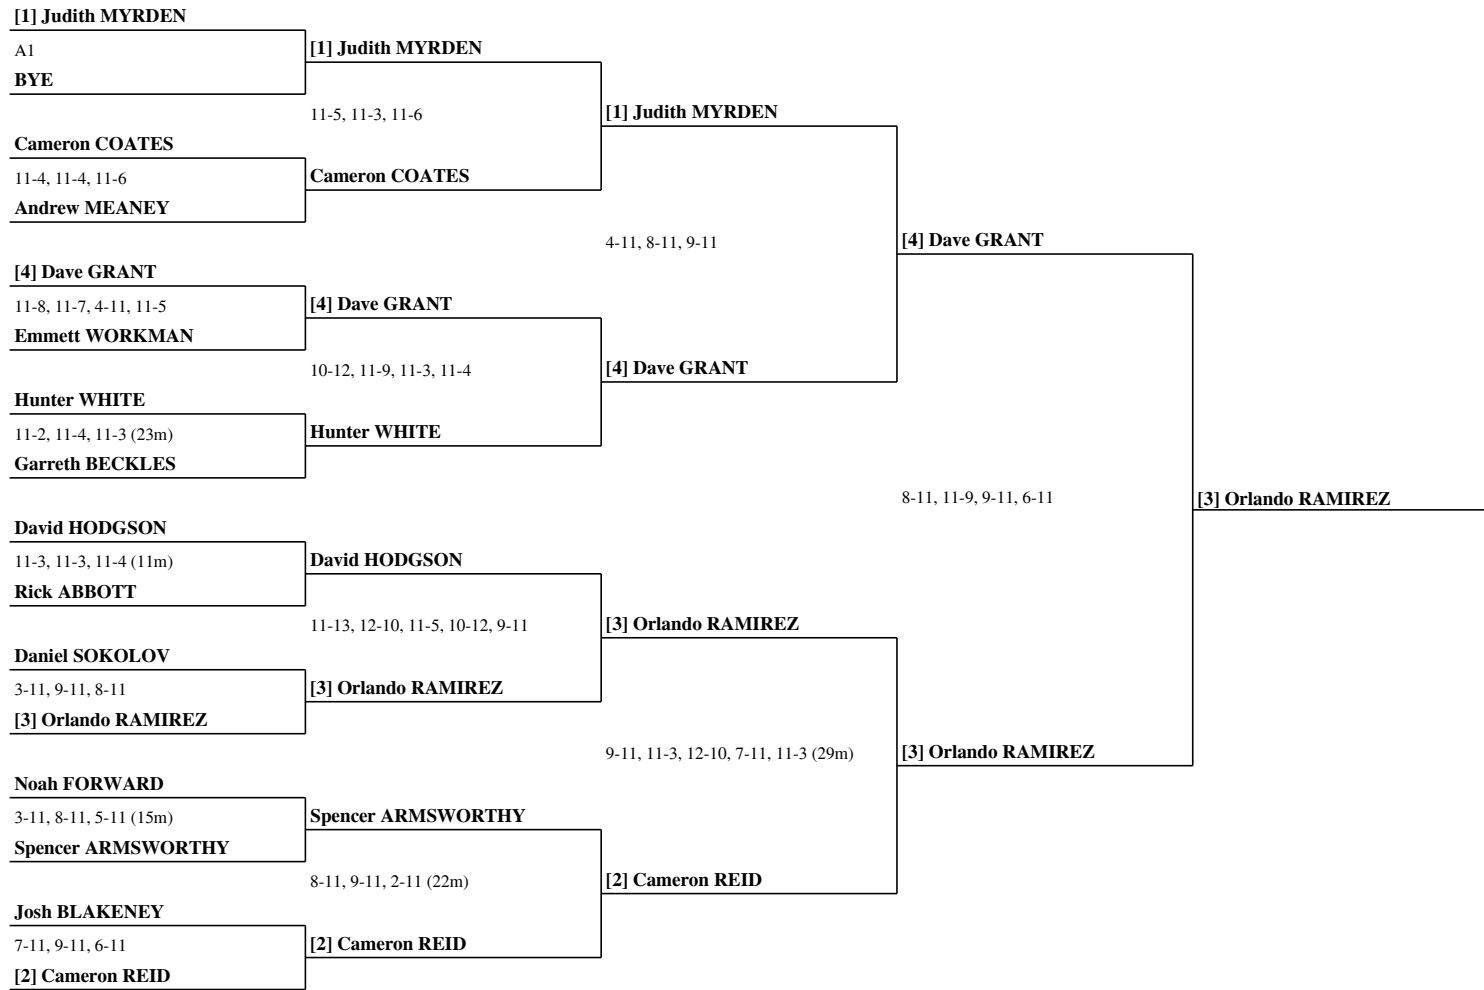 [1] Judith MYRDEN
A1
BYE
Cameron COATES
11-4, 11-4, 11-6
Andrew MEANEY
[4] Dave GRANT
11-8, 11-7, 4-11, 11-5
Emmett WORKMAN
Hunter WHITE
11-2, 11-4, 11-3 (23m)
Garreth BECKLES
David HODGSON
11-3, 11-3, 11-4 (11m)
Rick ABBOTT
Daniel SOKOLOV
3-11, 9-11, 8-11
[3] Orlando RAMIREZ
Noah FORWARD
3-11, 8-11, 5-11 (15m)
Spencer ARMSWORTHY
Josh BLAKENEY
7-11, 9-11, 6-11
[2] Cameron REID
[1] Judith MYRDEN
11-5, 11-3, 11-6
Cameron COATES
[4] Dave GRANT
10-12, 11-9, 11-3, 11-4
Hunter WHITE
David HODGSON
11-13, 12-10, 11-5, 10-12, 9-11
[3] Orlando RAMIREZ
Spencer ARMSWORTHY
8-11, 9-11, 2-11 (22m)
[2] Cameron REID
[1] Judith MYRDEN
4-11, 8-11, 9-11
[4] Dave GRANT
[3] Orlando RAMIREZ
9-11, 11-3, 12-10, 7-11, 11-3 (29m)
[2] Cameron REID
[4] Dave GRANT
8-11, 11-9, 9-11, 6-11
[3] Orlando RAMIREZ
[3] Orlando RAMIREZ